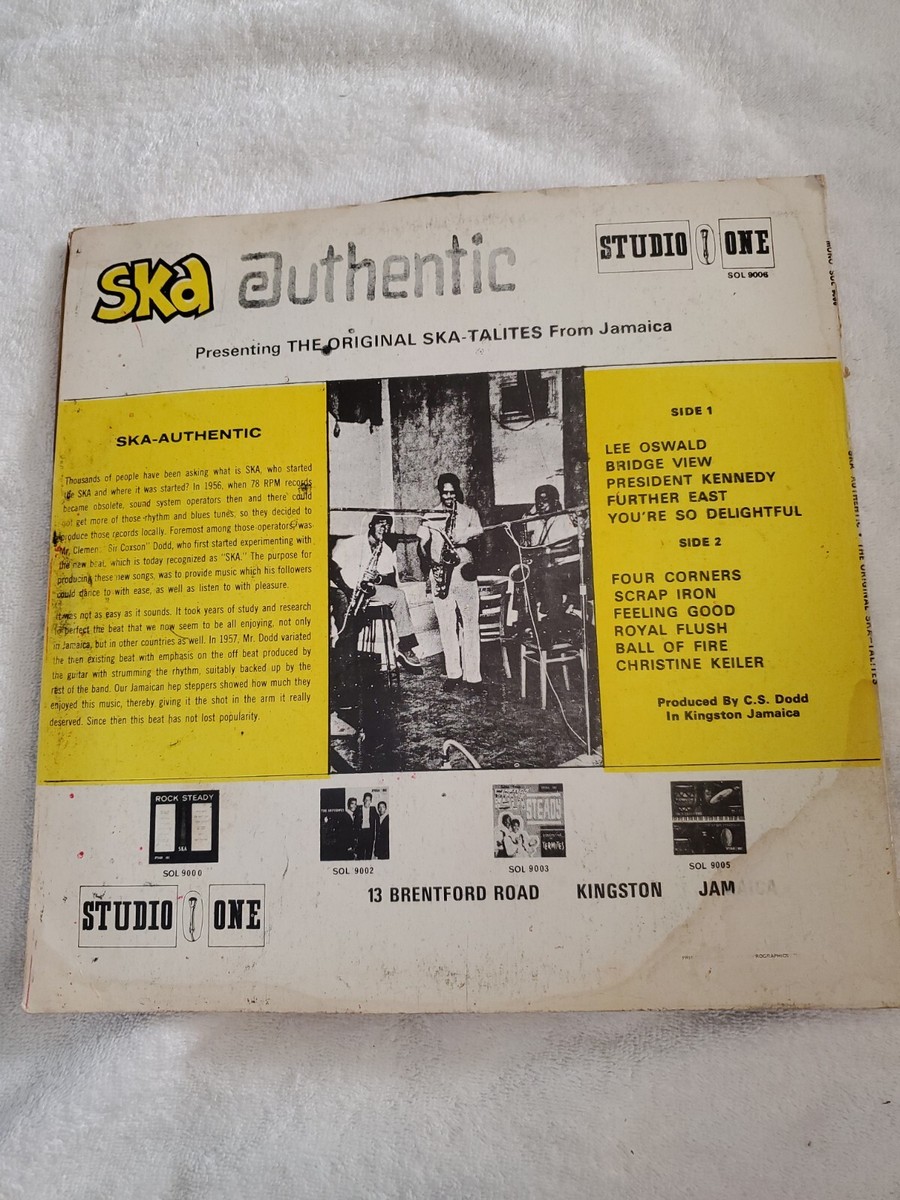 SKa authentic
STUDIO ONE
SOL 9006
Presenting THE ORIGINAL SKA-TALITES From Jamaica
SKA-AUTHENTIC
Thousands of people have been asking what is SKA, who started
SKA and where it was started? In 1956, when 78 RPM records
became obsolete, sound system operators then and there could
not get more of those rhythm and blues tunes; so they decided to
produce those records locally. Foremost among those operators, was
Mr. Clement "Sir Coxson" Dodd, who first started experimenting with
the new beat, which is today recognized as "SKA." The purpose for
producing these new songs, was to provide music which his followers
could dance to with ease, as well as listen to with pleasure.
It was not as easy as it sounds. It took years of study and research
perfect the beat that we now seem to be all enjoying, not only
in Jamaica, but in other countries as well. In 1957, Mr. Dodd variated
the then existing beat with emphasis on the off beat produced by
the guitar with strumming the rhythm, suitably backed up by the
rest of the band. Our Jamaican hep steppers showed how much they
enjoyed this music, thereby giving it the shot in the arm it really
deserved. Since then this beat has not lost popularity.
SIDE 1
LEE OSWALD
BRIDGE VIEW
PRESIDENT KENNEDY
FURTHER EAST
YOU'RE SO DELIGHTFUL
SIDE 2
FOUR CORNERS
SCRAP IRON
FEELING GOOD
ROYAL FLUSH
BALL OF FIRE
CHRISTINE KEILER
Produced By C.S. Dodd
In Kingston Jamaica
SKA AUTHENTIC • THE ORIGINAL SKA-TALITES
ROCK STEADY
SKA
STEADY
SOL 9000
SOL 9002
SOL 9003
SOL 9005
STUDIO ONE
13 BRENTFORD ROAD KINGSTON JAMAICA